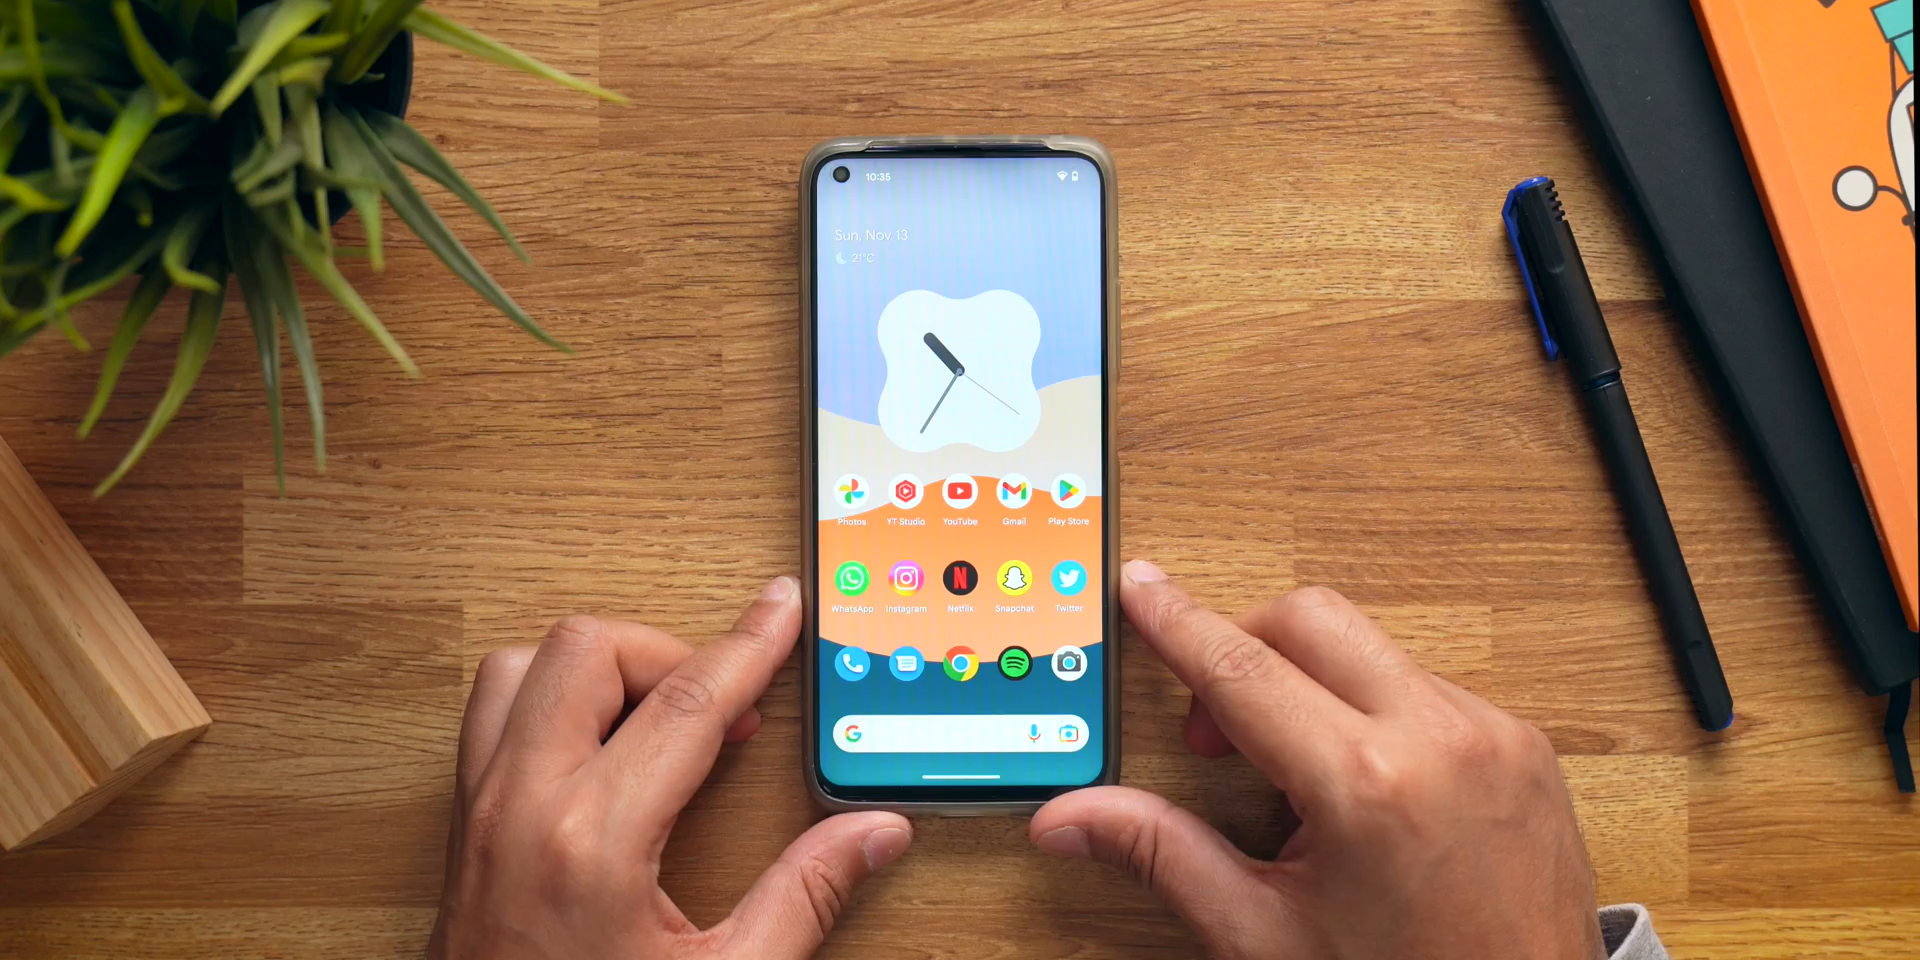 10:35
Sun, Nov 13
21°C
Photos YT Studio YouTube Gmail Play Store
WhatsApp Instagram Netflix Snapchat Twitter